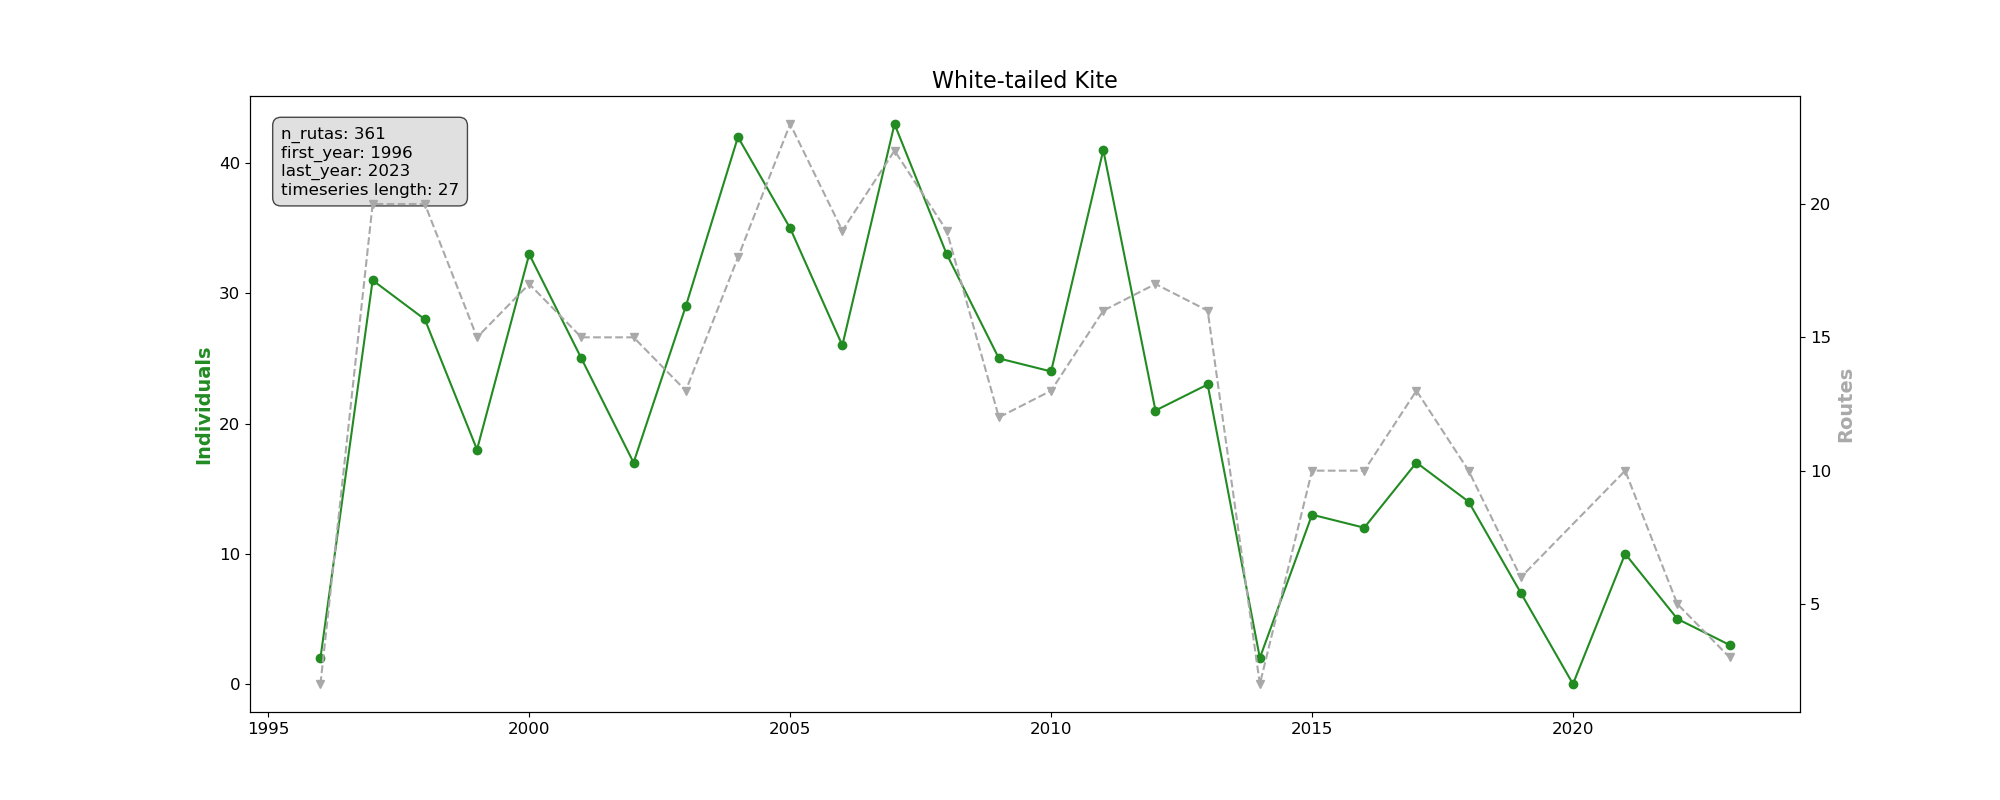 White-tailed Kite
n_rutas: 361
first_year: 1996
last_year: 2023
timeseries length: 27
Individuals
40
30
20
10
0
Routes
20
15
10
5
1995
2000
2005
2010
2015
2020